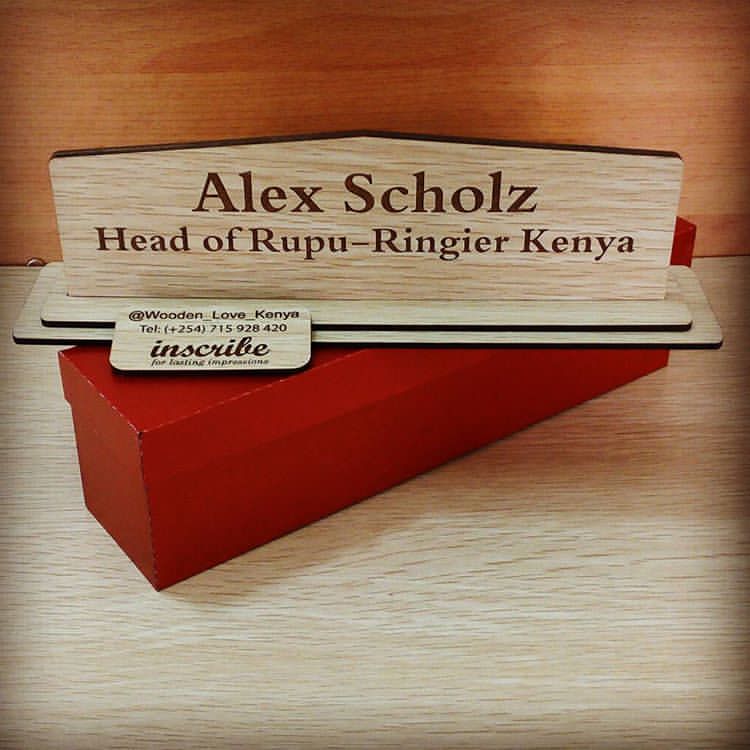 Alex Scholz
Head of Rupu-Ringier Kenya
@Wooden_Love_Kenya
Tel: (+254) 715 928 420
inscribe
for lasting impressions